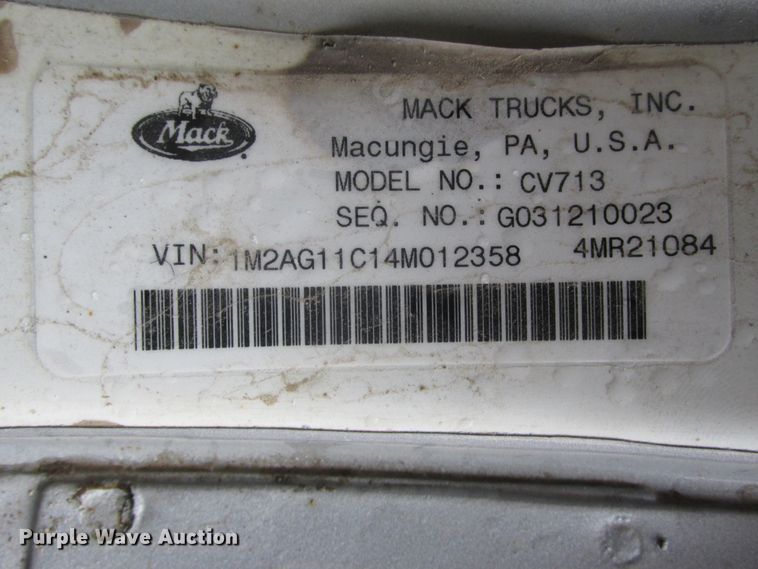 Mack
MACK TRUCKS, INC.
Macungie, PA, U.S.A.
MODEL NO.: CV713
SEQ. NO.: G031210023
VIN: 1M2AG11C14M012358 4MR21084
Purple Wave Auction